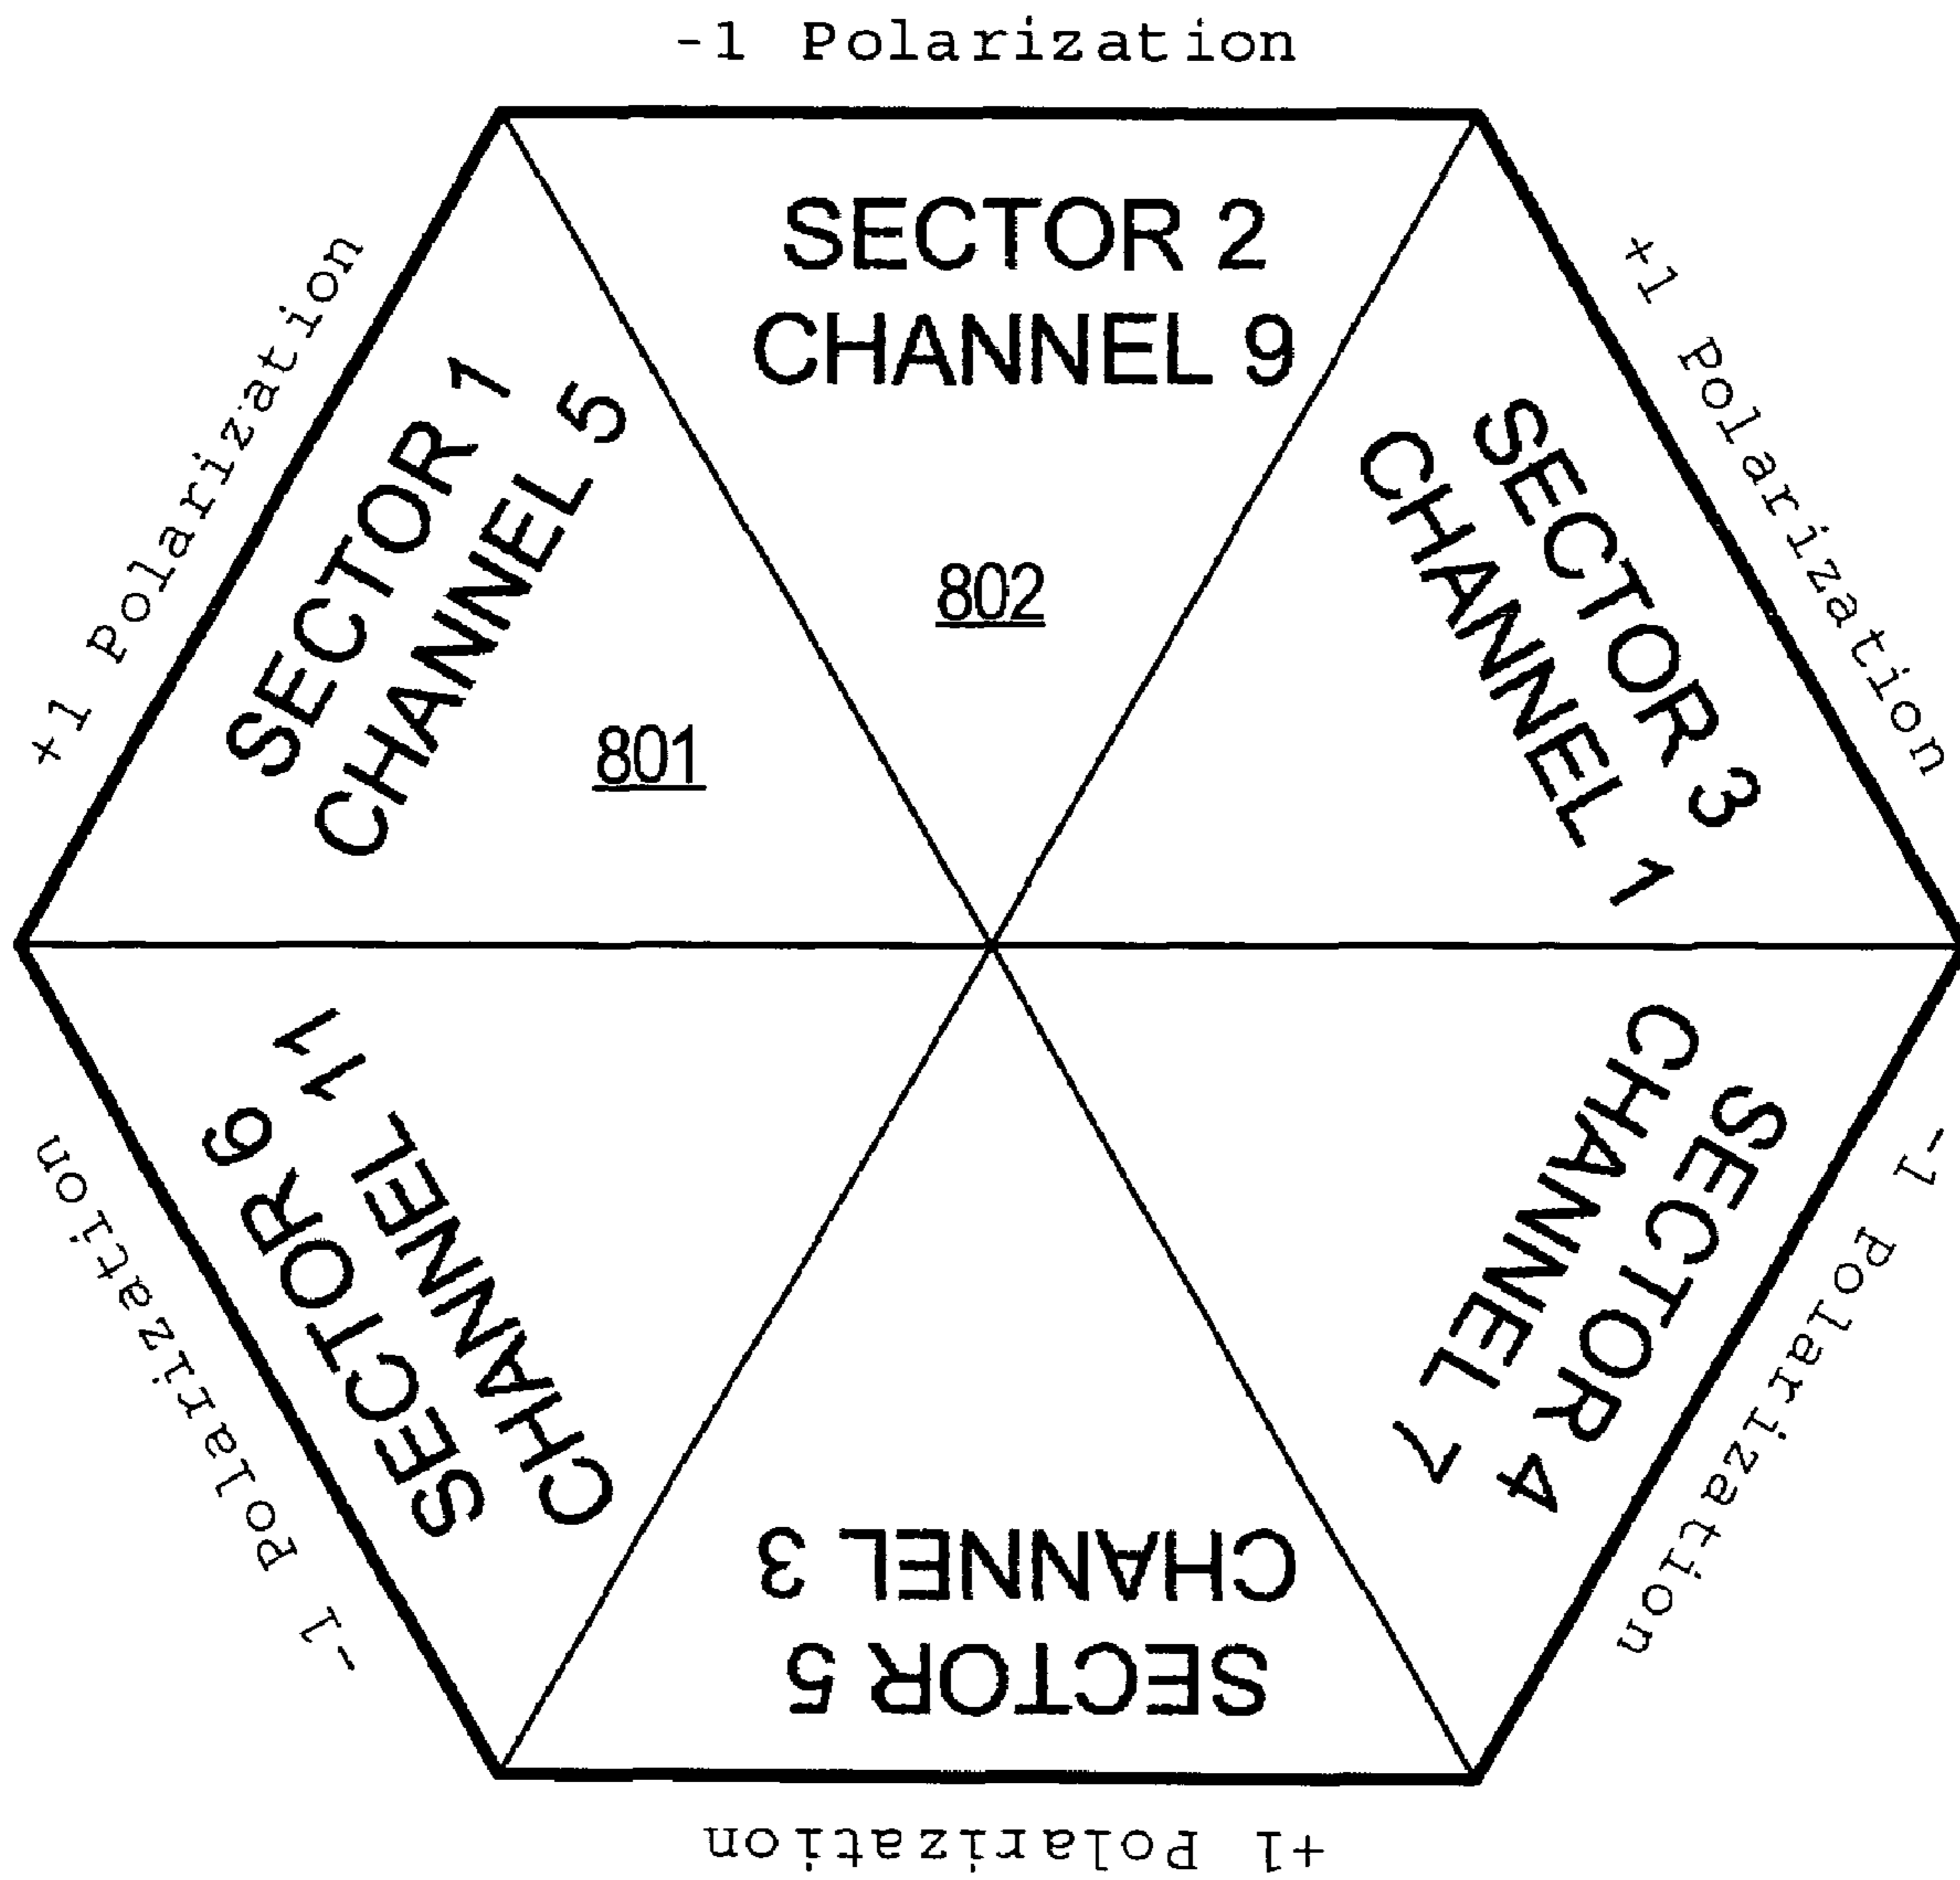 -1 Polarization
SECTOR 2
CHANNEL 9
802
+1 Polarization
SECTOR 3
CHANNEL 1
-1 Polarization
SECTOR 4
CHANNEL 7
+1 Polarization
SECTOR 5
CHANNEL 3
-1 Polarization
SECTOR 6
CHANNEL 11
+1 Polarization
SECTOR 1
CHANNEL 5
801